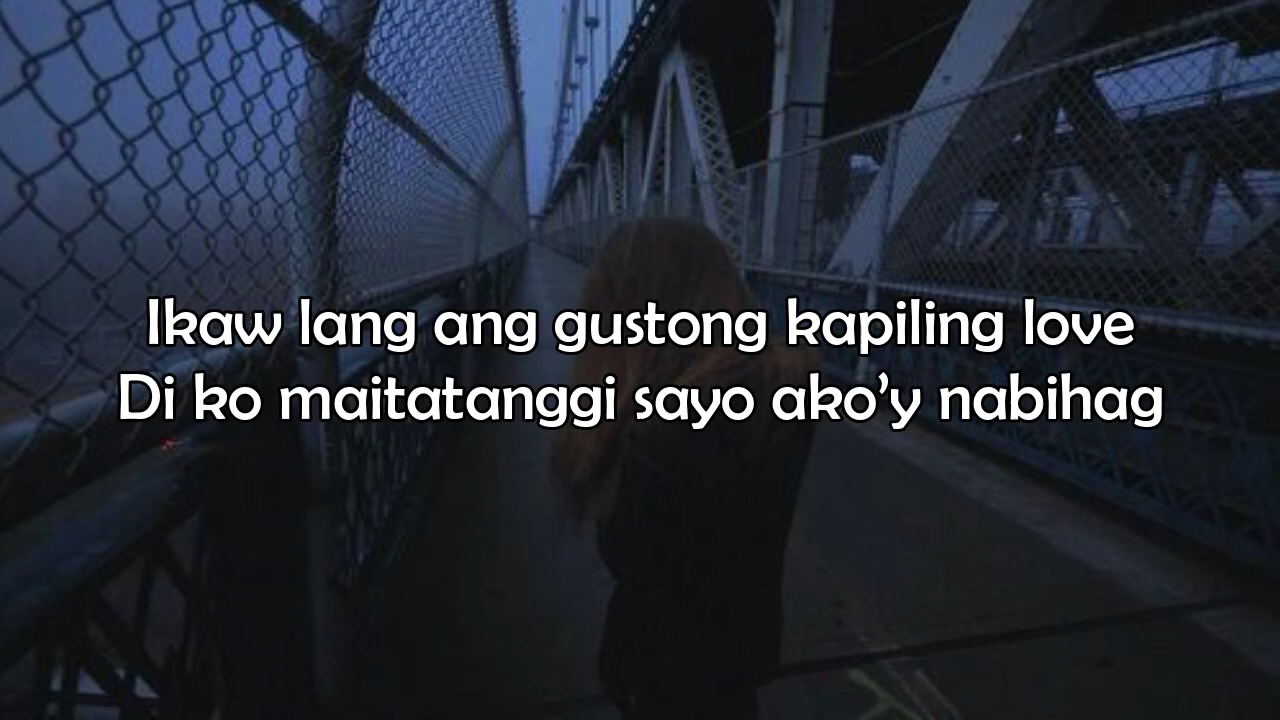 Ikaw lang ang gustong kapiling love
Di ko maitatanggi sayo ako’y nabihag